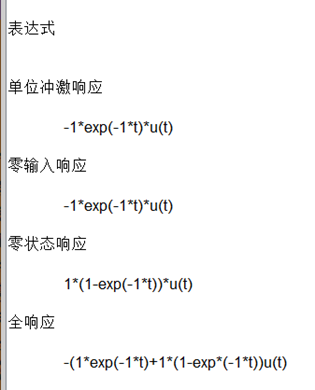 表达式
单位冲激响应
-1*exp(-1*t)*u(t)
零输入响应
-1*exp(-1*t)*u(t)
零状态响应
1*(1-exp(-1*t))*u(t)
全响应
-(1*exp(-1*t)+1*(1-exp*(-1*t))u(t)